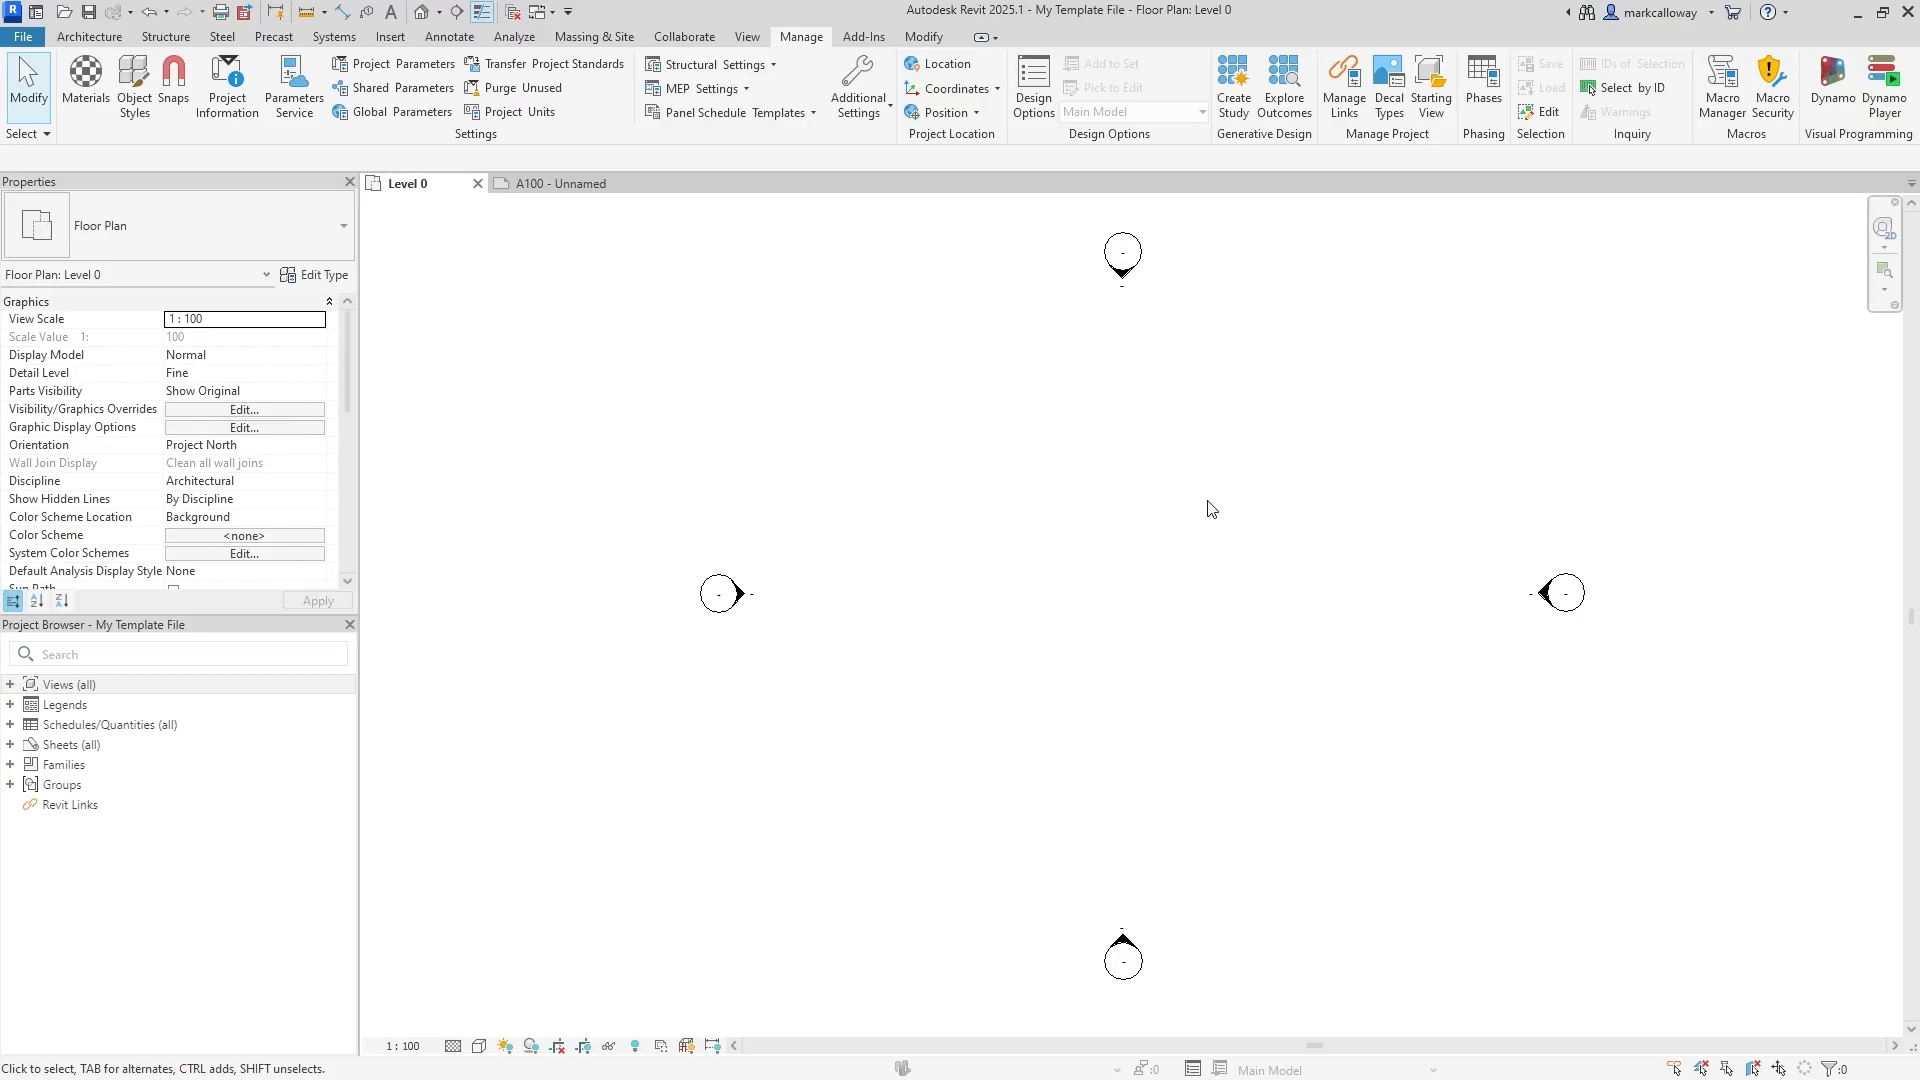 Autodesk Revit 2025.1 - My Template File - Floor Plan: Level 0
markcalloway
File Architecture Structure Steel Precast Systems Insert Annotate Analyze Massing & Site Collaborate View Manage Add-Ins Modify
Modify
Select
Materials
Object Styles
Snaps
Project Information
Parameters Service
Project Parameters
Shared Parameters
Global Parameters
Transfer Project Standards
Purge Unused
Project Units
Settings
Structural Settings
MEP Settings
Panel Schedule Templates
Additional Settings
Location
Coordinates
Position
Project Location
Design Options
Add to Set
Pick to Edit
Main Model
Design Options
Create Study
Explore Outcomes
Generative Design
Manage Links
Decal Types
Starting View
Manage Project
Phases
Phasing
Save
Load
Edit
Selection
IDs of Selection
Select by ID
Warnings
Inquiry
Macro Manager
Macro Security
Macros
Dynamo
Dynamo Player
Visual Programming
Properties
Floor Plan
Floor Plan: Level 0
Edit Type
Graphics
View Scale 1 : 100
Scale Value 1: 100
Display Model Normal
Detail Level Fine
Parts Visibility Show Original
Visibility/Graphics Overrides Edit...
Graphic Display Options Edit...
Orientation Project North
Wall Join Display Clean all wall joins
Discipline Architectural
Show Hidden Lines By Discipline
Color Scheme Location Background
Color Scheme <none>
System Color Schemes Edit...
Default Analysis Display Style None
Apply
Project Browser - My Template File
Search
Views (all)
Legends
Schedules/Quantities (all)
Sheets (all)
Families
Groups
Revit Links
Level 0
A100 - Unnamed
2D
1 : 100
Click to select, TAB for alternates, CTRL adds, SHIFT unselects.
:0
Main Model
:0